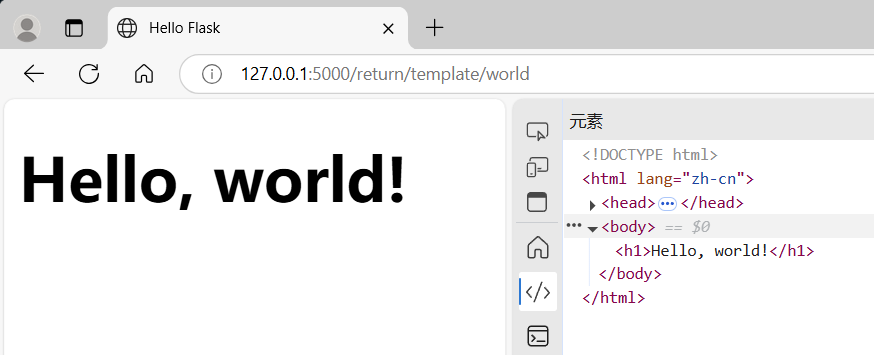 Hello Flask
127.0.0.1:5000/return/template/world
Hello, world!
元素
<!DOCTYPE html>
<html lang="zh-cn">
<head>•••</head>
••• <body> == $0
<h1>Hello, world!</h1>
</body>
</html>